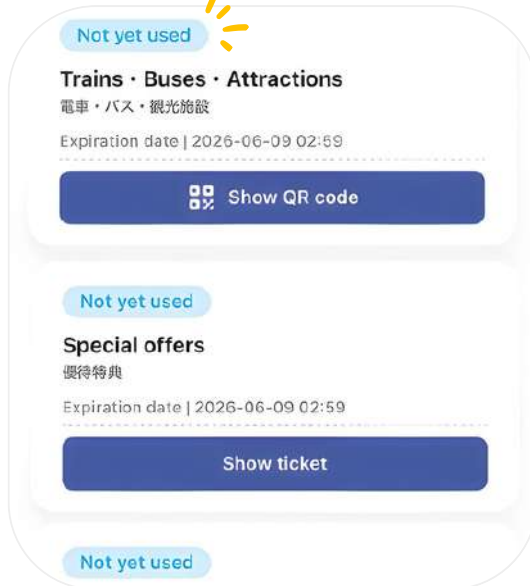 Not yet used
Trains · Buses · Attractions
電車・バス・観光施設
Expiration date | 2026-06-09 02:59
Show QR code
Not yet used
Special offers
優待特典
Expiration date | 2026-06-09 02:59
Show ticket
Not yet used